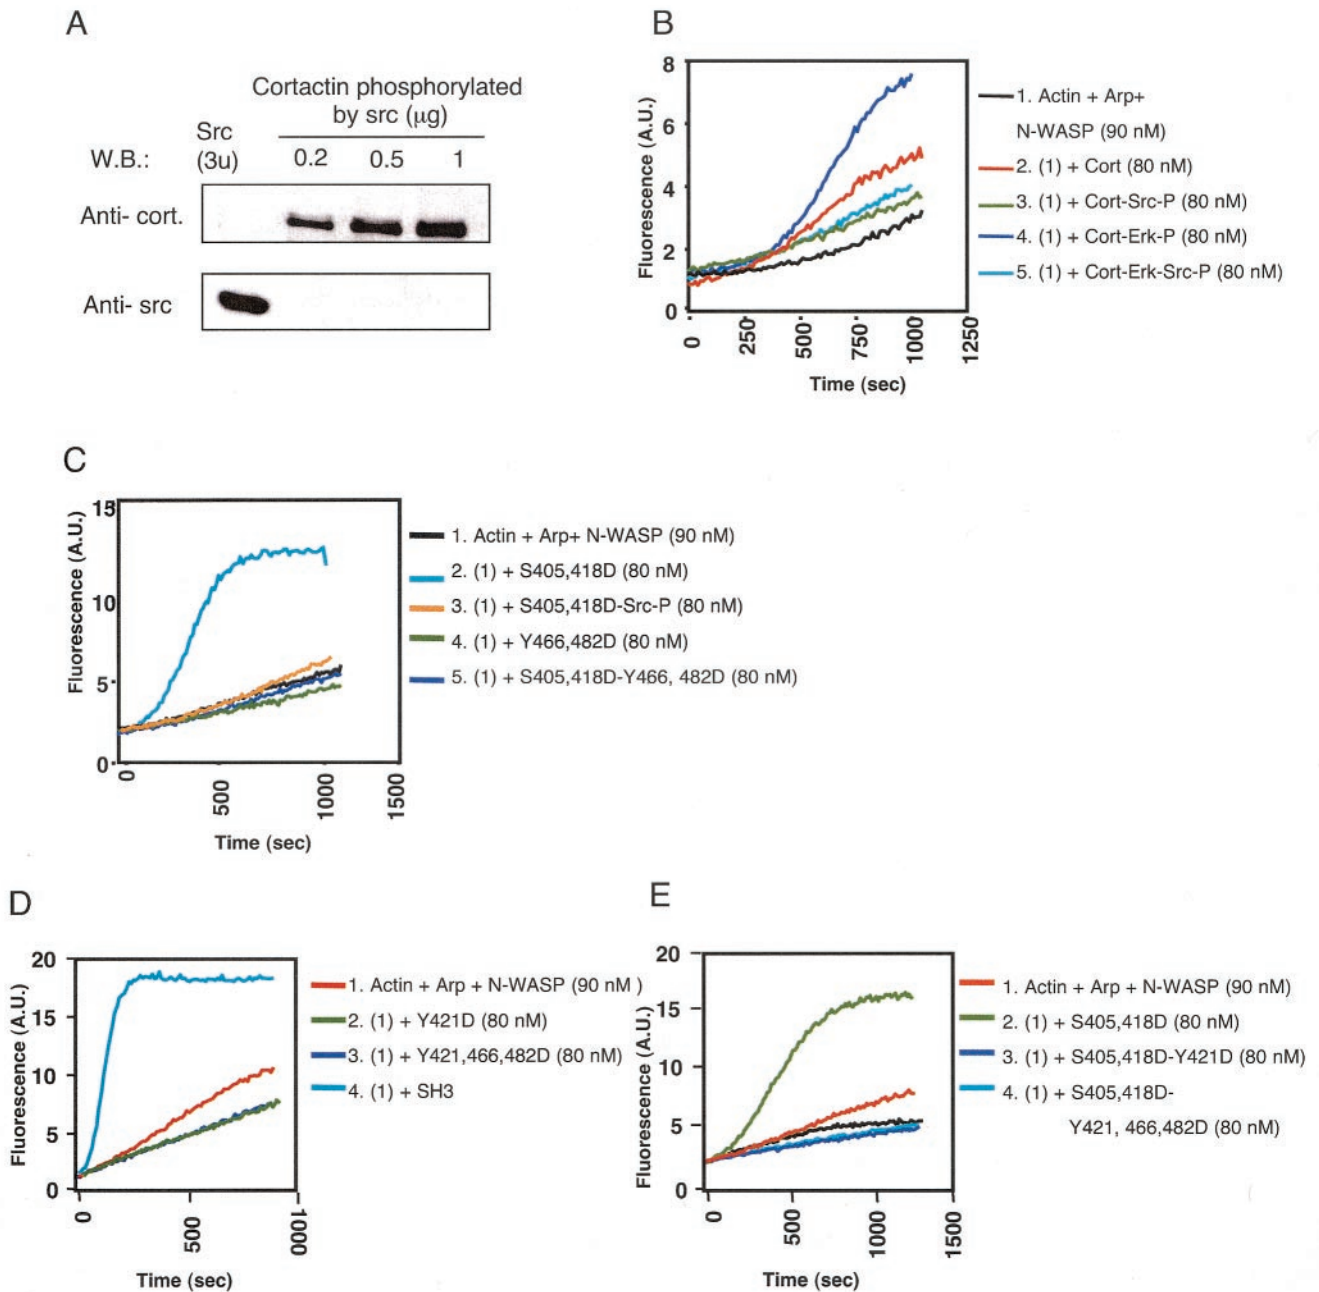 A
Cortactin phosphorylated
by src (µg)
Src
(3u)
W.B.:
0.2 0.5 1
Anti- cort.
Anti- src
B
Fluorescence (A.U.)
8
6
4
2
0
0 250 500 750 1000 1250
Time (sec)
1. Actin + Arp+
N-WASP (90 nM)
2. (1) + Cort (80 nM)
3. (1) + Cort-Src-P (80 nM)
4. (1) + Cort-Erk-P (80 nM)
5. (1) + Cort-Erk-Src-P (80 nM)
C
Fluorescence (A.U.)
15
10
5
0
0 500 1000 1500
Time (sec)
1. Actin + Arp+ N-WASP (90 nM)
2. (1) + S405,418D (80 nM)
3. (1) + S405,418D-Src-P (80 nM)
4. (1) + Y466,482D (80 nM)
5. (1) + S405,418D-Y466, 482D (80 nM)
D
Fluorescence (A.U.)
20
15
10
5
0
0 500 1000
Time (sec)
1. Actin + Arp + N-WASP (90 nM )
2. (1) + Y421D (80 nM)
3. (1) + Y421,466,482D (80 nM)
4. (1) + SH3
E
Fluorescence (A.U.)
20
15
10
5
0
0 500 1000 1500
Time (sec)
1. Actin + Arp + N-WASP (90 nM)
2. (1) + S405,418D (80 nM)
3. (1) + S405,418D-Y421D (80 nM)
4. (1) + S405,418D-
Y421, 466,482D (80 nM)